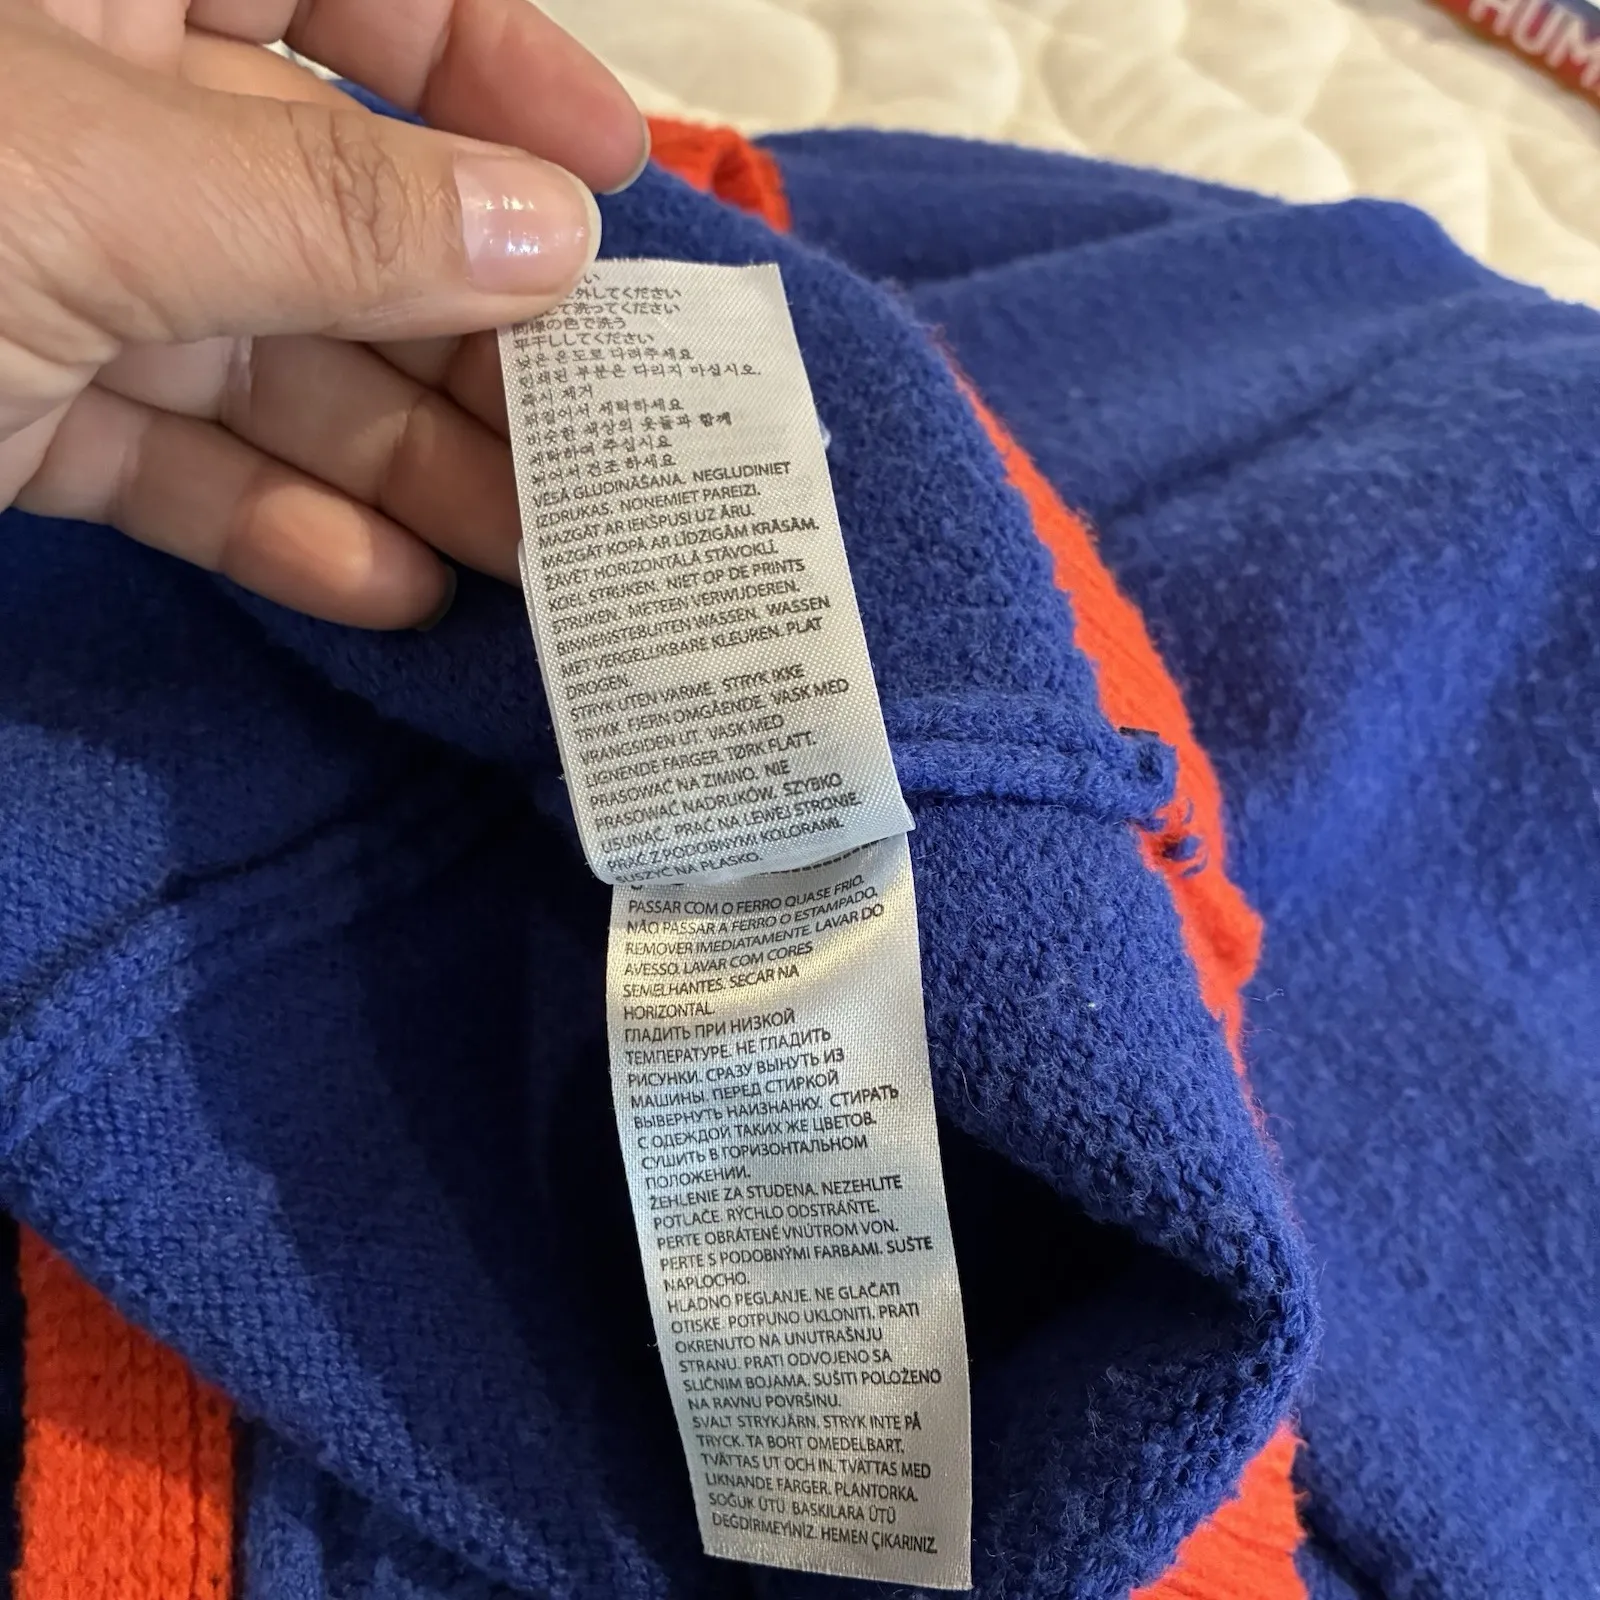 HUM
い
外してください
て洗ってください
同様の色で洗う
平干ししてください
낮은 온도로 다려주세요
인쇄된 부분은 다리지 마십시오.
즉시 제거
뒤집어서 세탁하세요
비슷한 색상의 옷들과 함께
세탁하여 주십시요
뉘어서 건조 하세요
VĒSA GLUDINĀŠANA. NEGLUDINIET
IZDRUKAS. NOŅEMIET PAREIZI.
MAZGĀT AR IEKŠPUSI UZ ĀRU.
MAZGĀT KOPĀ AR LĪDZĪGĀM KRĀSĀM.
ŽĀVĒT HORIZONTĀLĀ STĀVOKLĪ.
KOEL STRIJKEN. NIET OP DE PRINTS
STRIJKEN. METEEN VERWIJDEREN.
BINNENSTEBUITEN WASSEN. WASSEN
MET VERGELIJKBARE KLEUREN. PLAT
DROGEN.
STRYK UTEN VARME. STRYK IKKE
TRYKK. FJERN OMGÅENDE. VASK MED
VRANGSIDEN UT. VASK MED
LIGNENDE FARGER. TØRK FLATT.
PRASOWAĆ NA ZIMNO. NIE
PRASOWAĆ NADRUKÓW. SZYBKO
USUNAĆ. PRAĆ NA LEWEJ STRONIE.
PRAĆ Z PODOBNYMI KOLORAMI.
SUSZYĆ NA PŁASKO.
PASSAR COM O FERRO QUASE FRIO.
NÃO PASSAR A FERRO O ESTAMPADO.
REMOVER IMEDIATAMENTE. LAVAR DO
AVESSO. LAVAR COM CORES
SEMELHANTES. SECAR NA
HORIZONTAL.
ГЛАДИТЬ ПРИ НИЗКОЙ
ТЕМПЕРАТУРЕ. НЕ ГЛАДИТЬ
РИСУНКИ. СРАЗУ ВЫНУТЬ ИЗ
МАШИНЫ. ПЕРЕД СТИРКОЙ
ВЫВЕРНУТЬ НАИЗНАНКУ. СТИРАТЬ
С ОДЕЖДОЙ ТАКИХ ЖЕ ЦВЕТОВ.
СУШИТЬ В ГОРИЗОНТАЛЬНОМ
ПОЛОЖЕНИИ.
ŽEHLENIE ZA STUDENA. NEŽEHLITE
POTLAČE. RÝCHLO ODSTRÁŇTE.
PERTE OBRÁTENÉ VNÚTROM VON.
PERTE S PODOBNÝMI FARBAMI. SUŠTE
NAPLOCHO.
HLADNO PEGLANJE. NE GLAČATI
OTISKE. POTPUNO UKLONITI. PRATI
OKRENUTO NA UNUTRAŠNJU
STRANU. PRATI ODVOJENO SA
SLIČNIM BOJAMA. SUŠITI POLOŽENO
NA RAVNU POVRŠINU.
SVALT STRYKJÄRN. STRYK INTE PÅ
TRYCK. TA BORT OMEDELBART.
TVÄTTAS UT OCH IN. TVÄTTAS MED
LIKNANDE FÄRGER. PLANTORKA.
SOĞUK ÜTÜ. BASKILARA ÜTÜ
DEĞDİRMEYİNİZ. HEMEN ÇIKARINIZ.